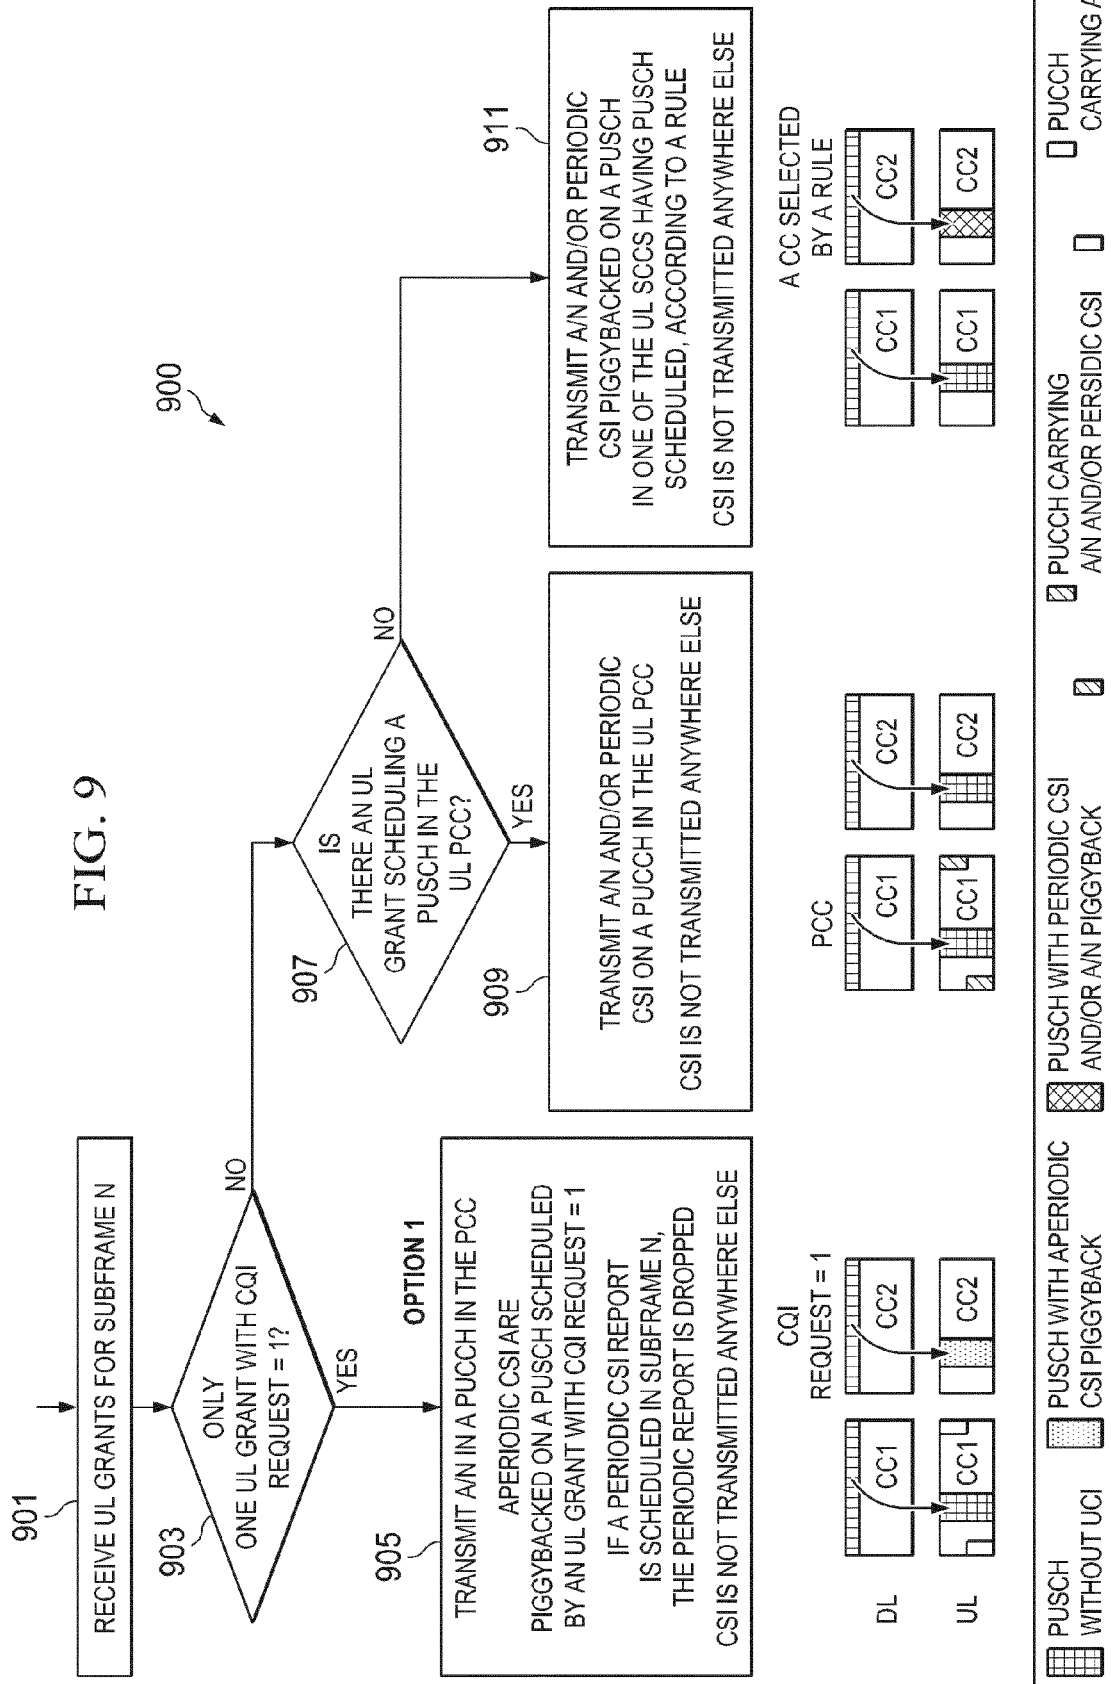 FIG. 9
900
901
RECEIVE UL GRANTS FOR SUBFRAME N
903
ONLY
ONE UL GRANT WITH CQI
REQUEST = 1?
NO
YES
907
IS
THERE AN UL
GRANT SCHEDULING A
PUSCH IN THE
UL PCC?
NO
YES
905
OPTION 1
TRANSMIT A/N IN A PUCCH IN THE PCC
APERIODIC CSI ARE
PIGGYBACKED ON A PUSCH SCHEDULED
BY AN UL GRANT WITH CQI REQUEST = 1
IF A PERIODIC CSI REPORT
IS SCHEDULED IN SUBFRAME N,
THE PERIODIC REPORT IS DROPPED
CSI IS NOT TRANSMITTED ANYWHERE ELSE
909
TRANSMIT A/N AND/OR PERIODIC
CSI ON A PUCCH IN THE UL PCC
CSI IS NOT TRANSMITTED ANYWHERE ELSE
911
TRANSMIT A/N AND/OR PERIODIC
CSI PIGGYBACKED ON A PUSCH
IN ONE OF THE UL SCCS HAVING PUSCH
SCHEDULED, ACCORDING TO A RULE
CSI IS NOT TRANSMITTED ANYWHERE ELSE
CQI
REQUEST = 1
PCC
A CC SELECTED
BY A RULE
DL
CC1
CC2
CC1
CC2
CC1
CC2
UL
CC1
CC2
CC1
CC2
CC1
CC2
PUSCH
WITHOUT UCI
PUSCH WITH APERIODIC
CSI PIGGYBACK
PUSCH WITH PERIODIC CSI
AND/OR A/N PIGGYBACK
PUCCH CARRYING
A/N AND/OR PERSIDIC CSI
PUCCH
CARRYING A